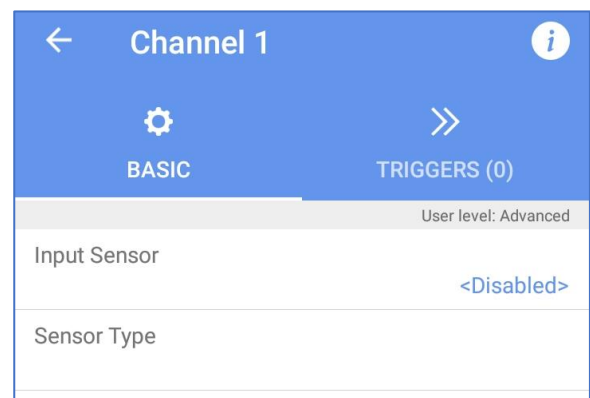 Channel 1
BASIC
TRIGGERS (0)
User level: Advanced
Input Sensor
<Disabled>
Sensor Type